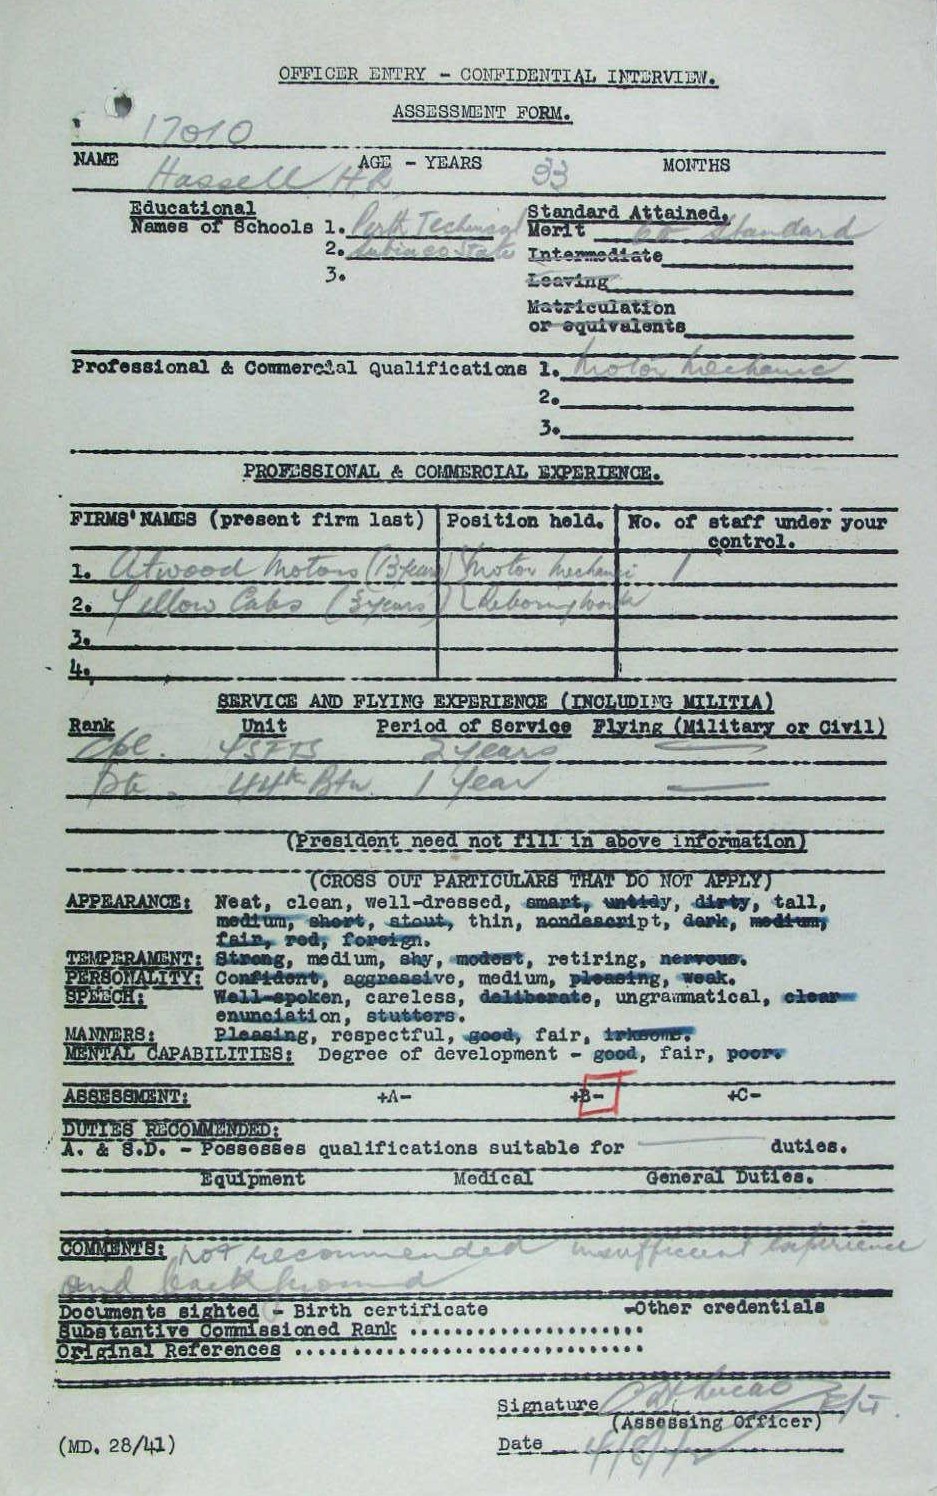 OFFICER ENTRY - CONFIDENTIAL INTERVIEW.
ASSESSMENT FORM.
17010
NAME Hassell H.R. AGE - YEARS 33 MONTHS
Educational Standard Attained.
Names of Schools 1. Perth Technical Merit 6th Standard
2. Subiaco State Intermediate
3. Leaving
Matriculation
or equivalents
Professional & Commercial Qualifications 1. Motor Mechanic
2.
3.
PROFESSIONAL & COMMERCIAL EXPERIENCE.
FIRMS' NAMES (present firm last) Position held. No. of staff under your
control.
1. Atwood Motors (13 years) Motor Mechanic 1
2. Yellow Cabs (3 years) Reboring Work
3.
4.
SERVICE AND FLYING EXPERIENCE (INCLUDING MILITIA)
Rank Unit Period of Service Flying (Military or Civil)
Cpl. 4SFTS 2 years —
Pte. 44th Btn. 1 year —
(President need not fill in above information)
(CROSS OUT PARTICULARS THAT DO NOT APPLY)
APPEARANCE: Neat, clean, well-dressed, smart, untidy, dirty, tall,
medium, short, stout, thin, nondescript, dark, medium,
fair, red, foreign.
TEMPERAMENT: Strong, medium, shy, modest, retiring, nervous.
PERSONALITY: Confident, aggressive, medium, pleasing, weak.
SPEECH: Well-spoken, careless, deliberate, ungrammatical, clear
enunciation, stutters.
MANNERS: Pleasing, respectful, good, fair, irksome.
MENTAL CAPABILITIES: Degree of development - good, fair, poor.
ASSESSMENT: +A- +B- +C-
DUTIES RECOMMENDED:
A. & S.D. - Possesses qualifications suitable for duties.
Equipment Medical General Duties.
COMMENTS: not recommended insufficient experience
and background
Documents sighted - Birth certificate -Other credentials
Substantive Commissioned Rank ......................
Original References .................................
Signature Lucas F/Lt.
(Assessing Officer)
(MD. 28/41) Date 4/8/42